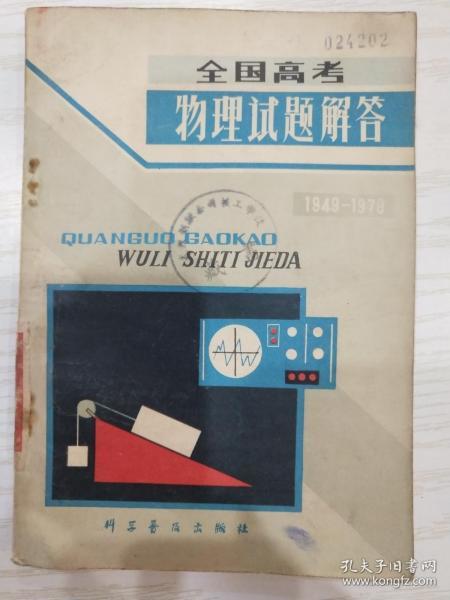 024202
全国高考
物理试题解答
1949-1978
QUANGUO GAOKAO
WULI SHITI JIEDA
科学普及出版社
孔夫子旧书网
www.kongfz.com